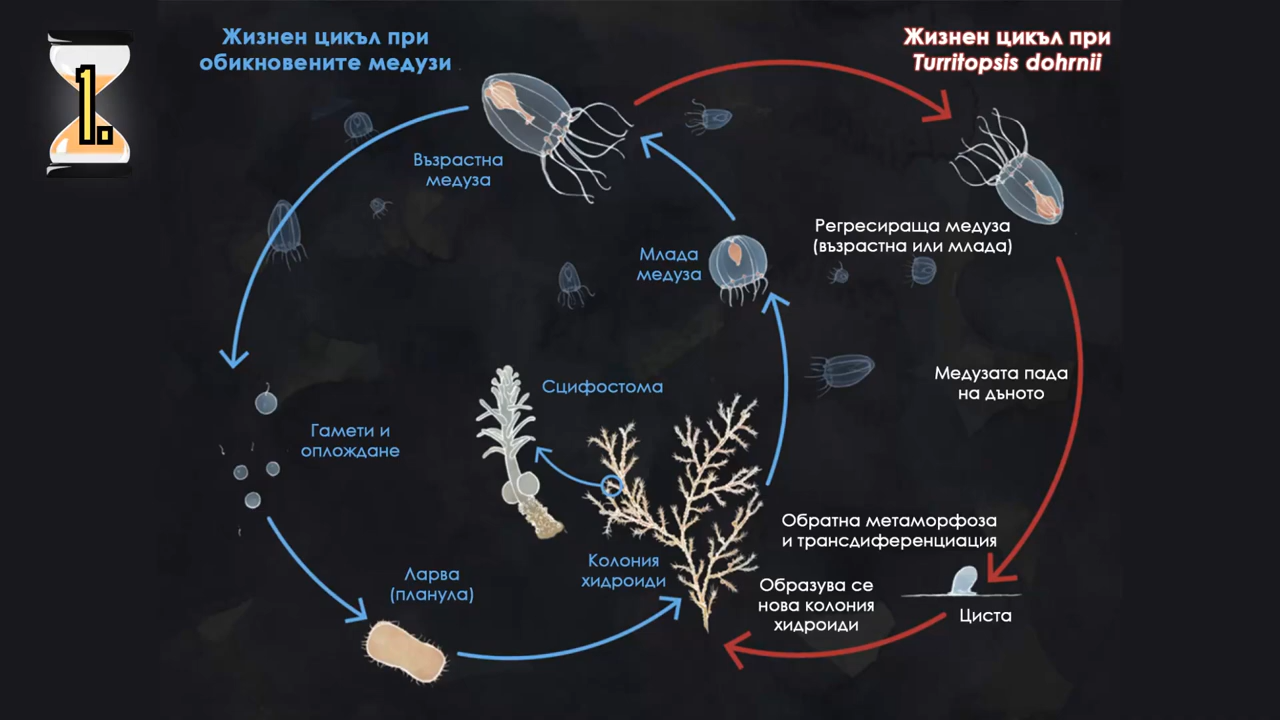 1.
Жизнен цикъл при
обикновените медузи
Жизнен цикъл при
Turritopsis dohrnii
Възрастна
медуза
Млада
медуза
Регресираща медуза
(възрастна или млада)
Медузата пада
на дъното
Сцифостома
Гамети и
оплождане
Обратна метаморфоза
и трансдиференциация
Колония
хидроиди
Ларва
(планула)
Образува се
нова колония
хидроиди
Циста